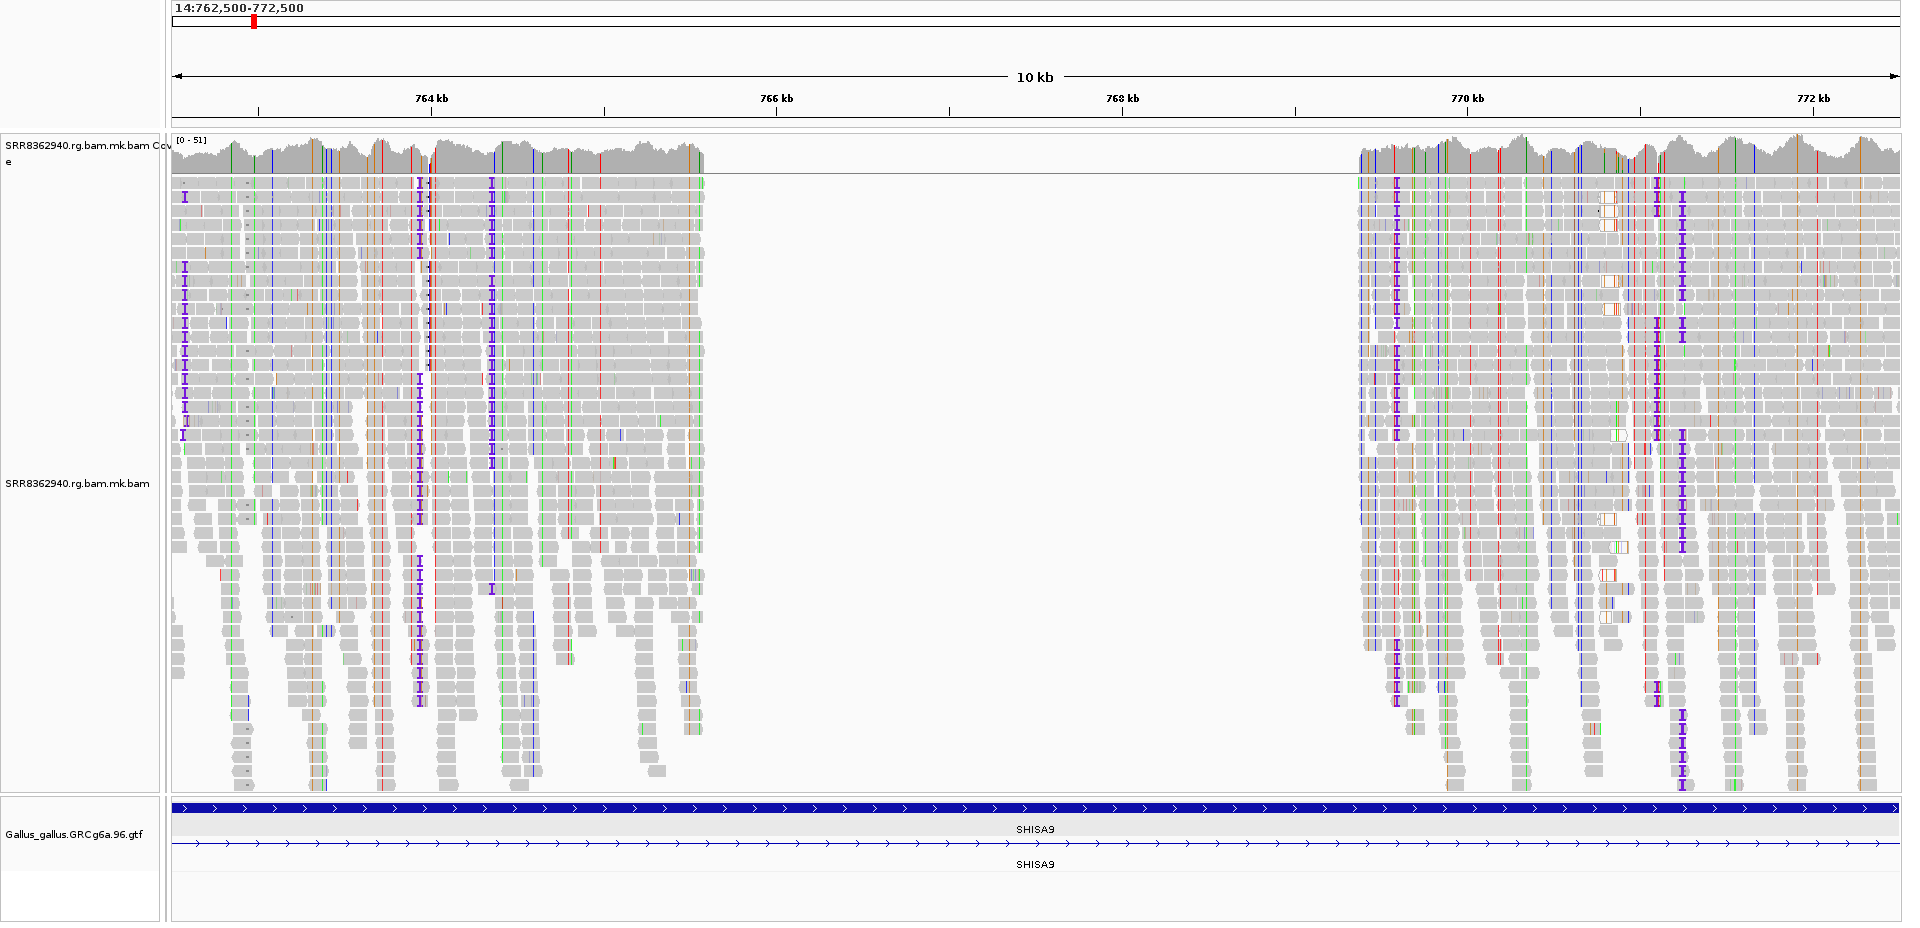 14:762,500-772,500
10 kb
764 kb 766 kb 768 kb 770 kb 772 kb
SRR8362940.rg.bam.mk.bam Cov
e
[0 - 51]
SRR8362940.rg.bam.mk.bam
Gallus_gallus.GRCg6a.96.gtf
SHISA9
SHISA9